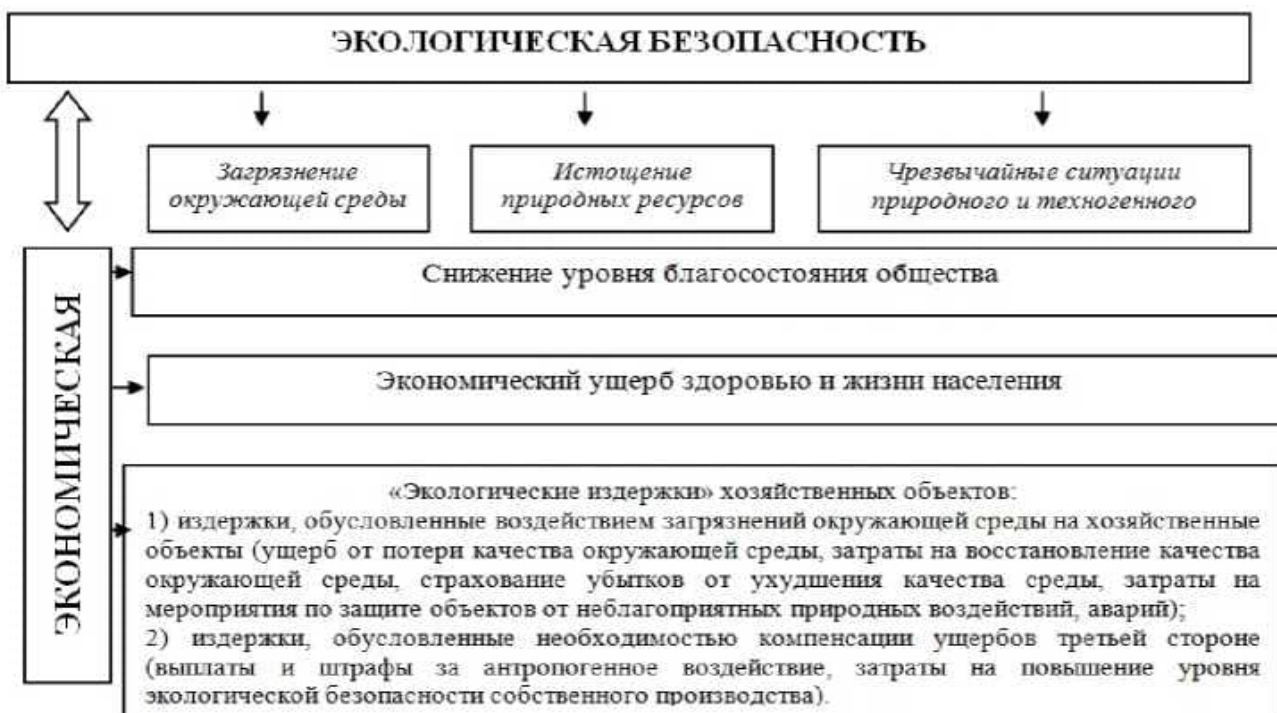 ЭКОЛОГИЧЕСКАЯ БЕЗОПАСНОСТЬ
Загрязнение
окружающей среды
Истощение
природных ресурсов
Чрезвычайные ситуации
природного и техногенного
ЭКОНОМИЧЕСКАЯ
Снижение уровня благосостояния общества
Экономический ущерб здоровью и жизни населения
«Экологические издержки» хозяйственных объектов:
1) издержки, обусловленные воздействием загрязнений окружающей среды на хозяйственные
объекты (ущерб от потери качества окружающей среды, затраты на восстановление качества
окружающей среды, страхование убытков от ухудшения качества среды, затраты на
мероприятия по защите объектов от неблагоприятных природных воздействий, аварий);
2) издержки, обусловленные необходимостью компенсации ущербов третьей стороне
(выплаты и штрафы за антропогенное воздействие, затраты на повышение уровня
экологической безопасности собственного производства).